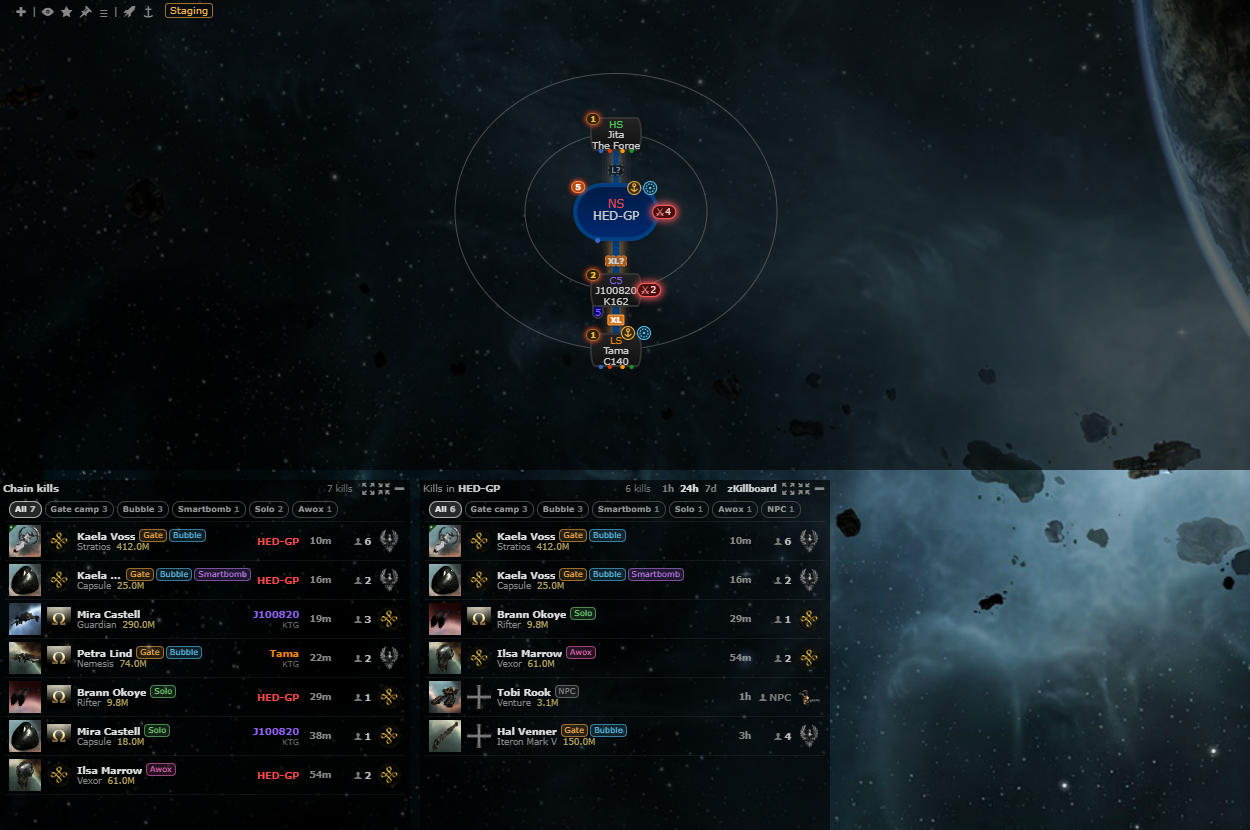 Staging
1
HS
Jita
The Forge
L?
5
NS
HED-GP
4
XL?
2
C5
J100820
K162
2
5
XL
1
LS
Tama
C140
Chain kills 7 kills
All 7 Gate camp 3 Bubble 3 Smartbomb 1 Solo 2 Awox 1
Kaela Voss Gate Bubble HED-GP 10m 6
Stratios 412.0M
Kaela ... Gate Bubble Smartbomb HED-GP 16m 2
Capsule 25.0M
Mira Castell J100820 19m 3
Guardian 290.0M KTG
Petra Lind Gate Bubble Tama 22m 2
Nemesis 74.0M KTG
Brann Okoye Solo HED-GP 29m 1
Rifter 9.8M
Mira Castell Solo J100820 38m 1
Capsule 18.0M KTG
Ilsa Marrow Awox HED-GP 54m 2
Vexor 61.0M
Kills in HED-GP 6 kills 1h 24h 7d zKillboard
All 6 Gate camp 3 Bubble 3 Smartbomb 1 Solo 1 Awox 1 NPC 1
Kaela Voss Gate Bubble 10m 6
Stratios 412.0M
Kaela Voss Gate Bubble Smartbomb 16m 2
Capsule 25.0M
Brann Okoye Solo 29m 1
Rifter 9.8M
Ilsa Marrow Awox 54m 2
Vexor 61.0M
Tobi Rook NPC 1h NPC
Venture 3.1M
Hal Venner Gate Bubble 3h 4
Iteron Mark V 150.0M